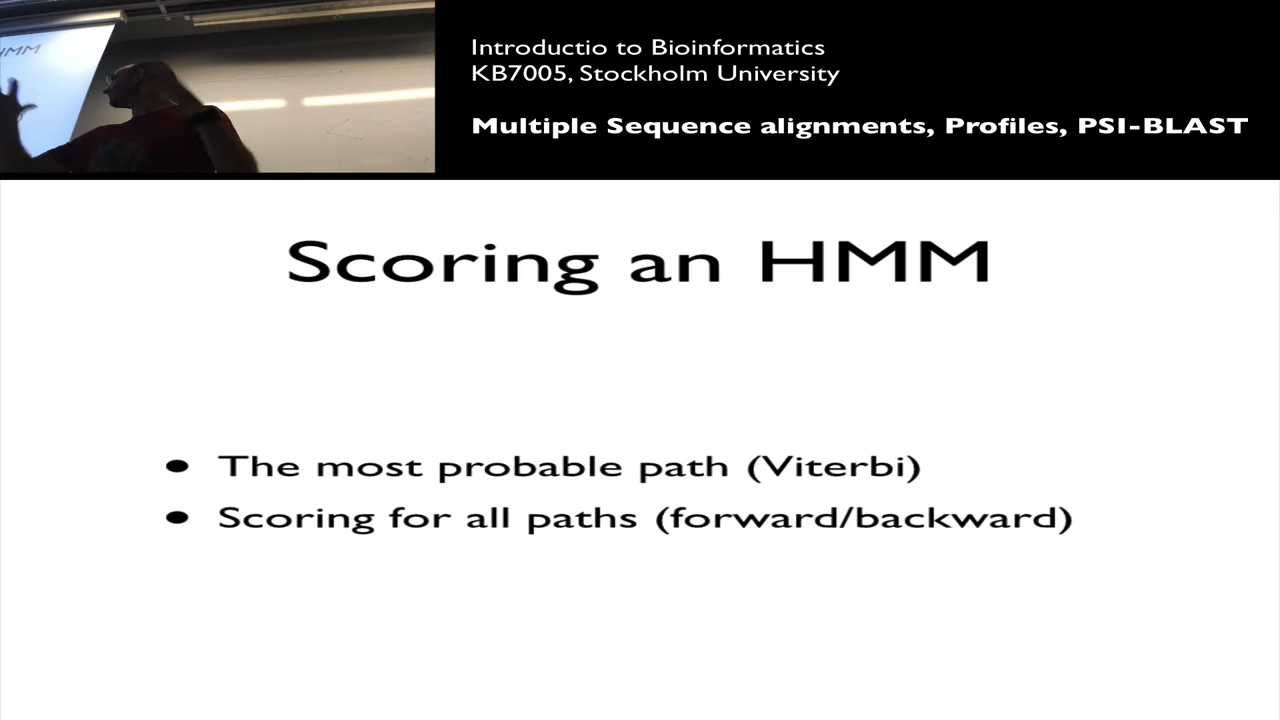 HMM
Introductio to Bioinformatics
KB7005, Stockholm University
Multiple Sequence alignments, Profiles, PSI-BLAST
Scoring an HMM
• The most probable path (Viterbi)
• Scoring for all paths (forward/backward)